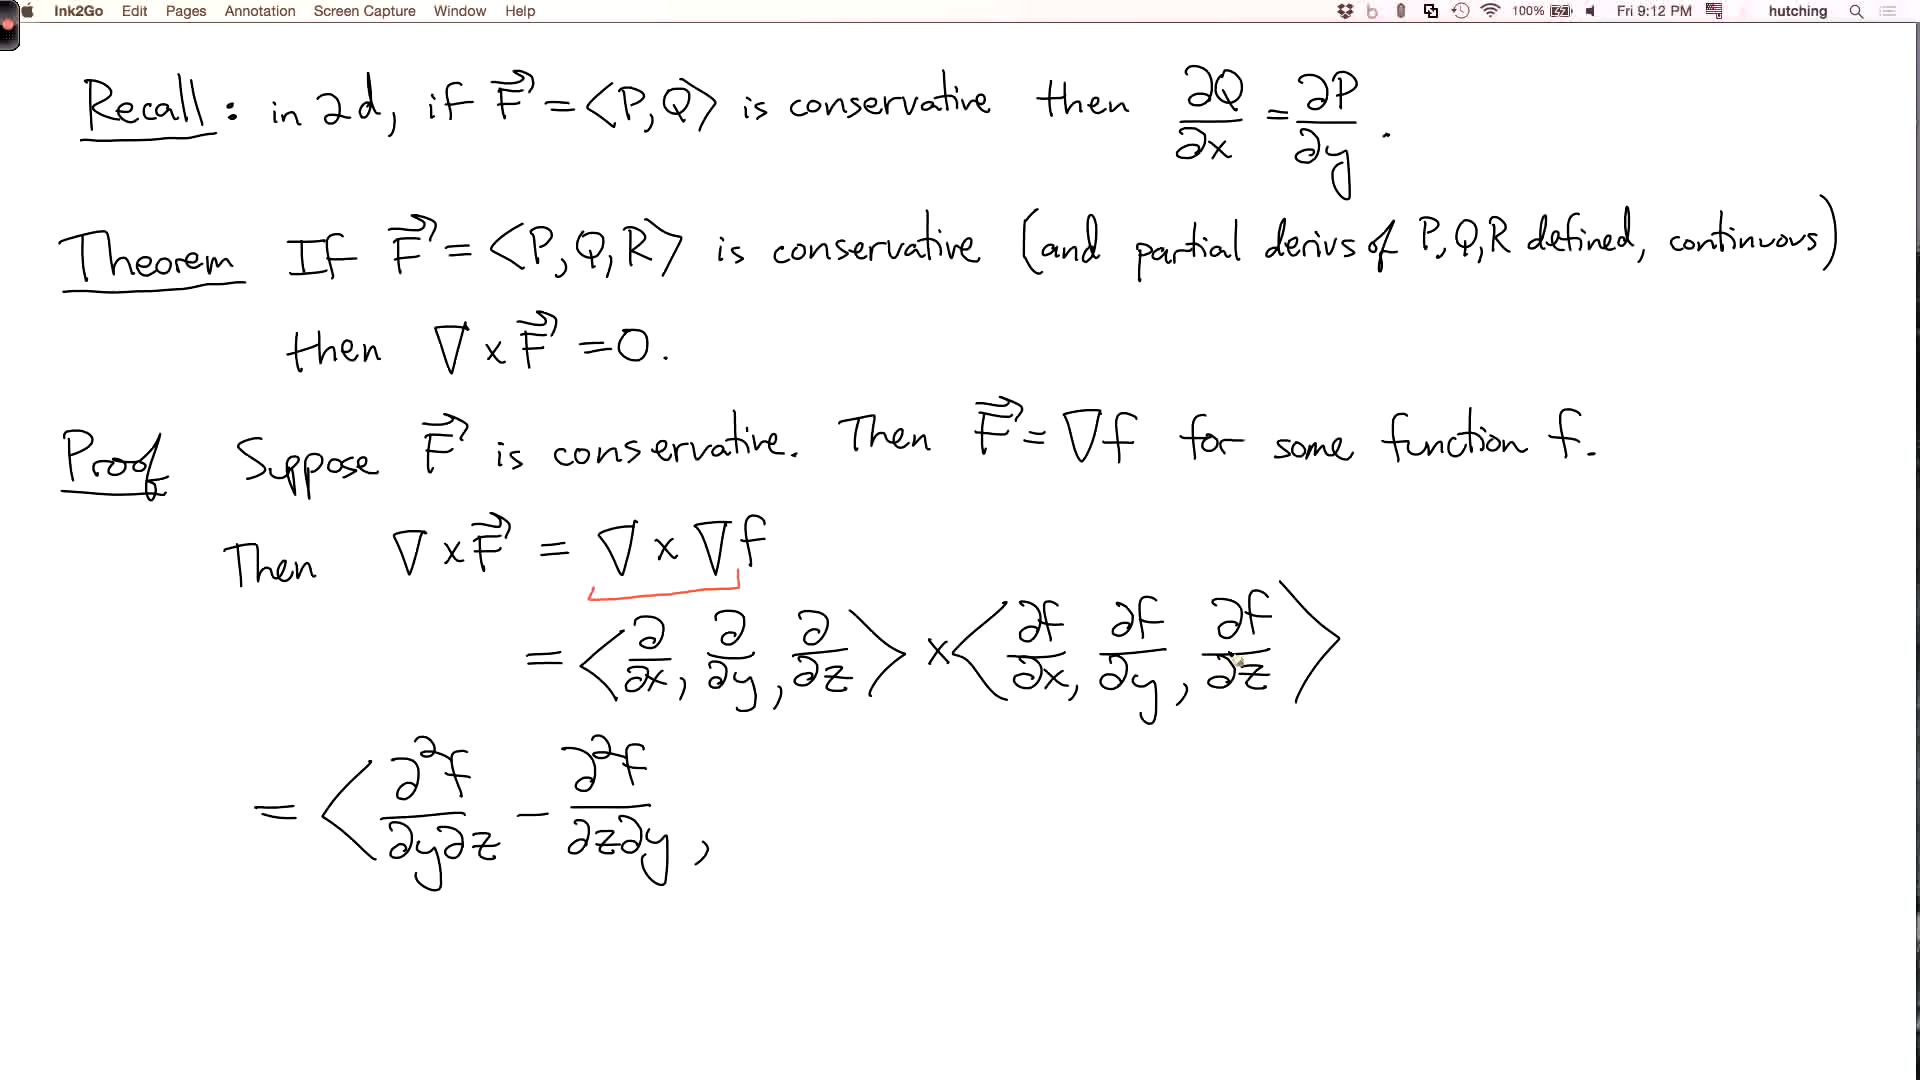 Ink2Go Edit Pages Annotation Screen Capture Window Help 100% Fri 9:12 PM hutching
Recall: in 2d, if F⃗ = <P, Q> is conservative then ∂Q/∂x = ∂P/∂y.
Theorem If F⃗ = <P, Q, R> is conservative (and partial derivs of P, Q, R defined, continuous)
then ∇ × F⃗ = 0.
Proof Suppose F⃗ is conservative. Then F⃗ = ∇f for some function f.
Then ∇ × F⃗ = ∇ × ∇f
= <∂/∂x, ∂/∂y, ∂/∂z> × <∂f/∂x, ∂f/∂y, ∂f/∂z>
= <∂²f/∂y∂z − ∂²f/∂z∂y,